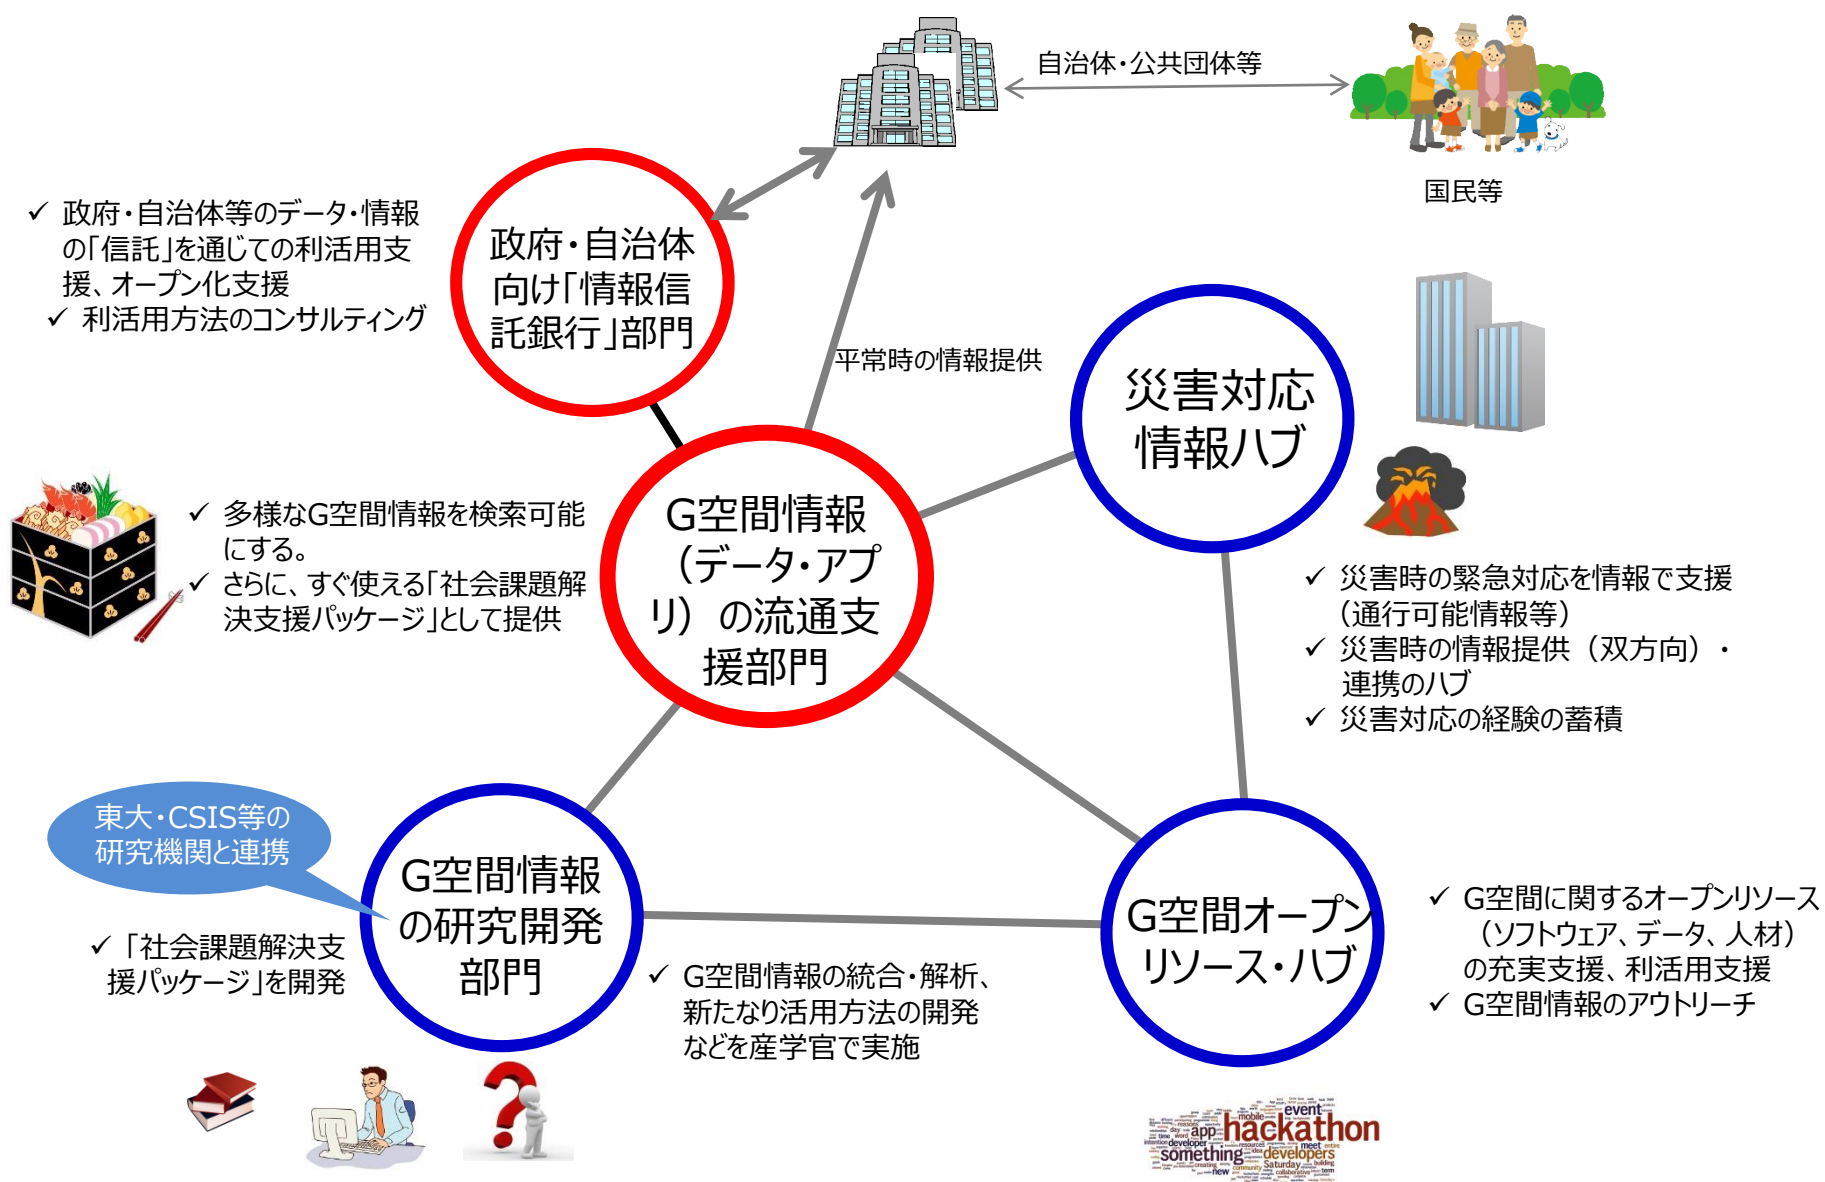 自治体・公共団体等
国民等
✓ 政府・自治体等のデータ・情報
の「信託」を通じての利活用支
援、オープン化支援
✓ 利活用方法のコンサルティング
政府・自治体
向け「情報信
託銀行」部門
平常時の情報提供
災害対応
情報ハブ
✓ 多様なG空間情報を検索可能
にする。
✓ さらに、すぐ使える「社会課題解
決支援パッケージ」として提供
G空間情報
（データ・アプ
リ）の流通支
援部門
✓ 災害時の緊急対応を情報で支援
（通行可能情報等）
✓ 災害時の情報提供（双方向）・
連携のハブ
✓ 災害対応の経験の蓄積
東大・CSIS等の
研究機関と連携
G空間情報
の研究開発
部門
✓ 「社会課題解決支
援パッケージ」を開発
✓ G空間情報の統合・解析、
新たなり活用方法の開発
などを産学官で実施
G空間オープン
リソース・ハブ
✓ G空間に関するオープンリソース
（ソフトウェア、データ、人材）
の充実支援、利活用支援
✓ G空間情報のアウトリーチ
event
mobile
app hackathon
developer
meet
something developers
Saturday
community
creating
new
term